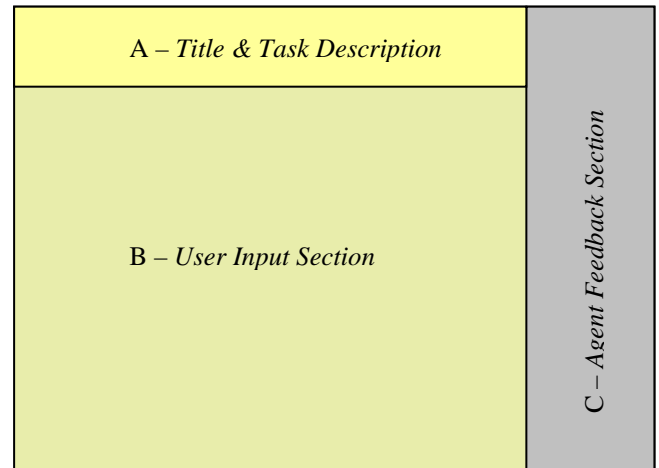 A – Title & Task Description
B – User Input Section
C – Agent Feedback Section